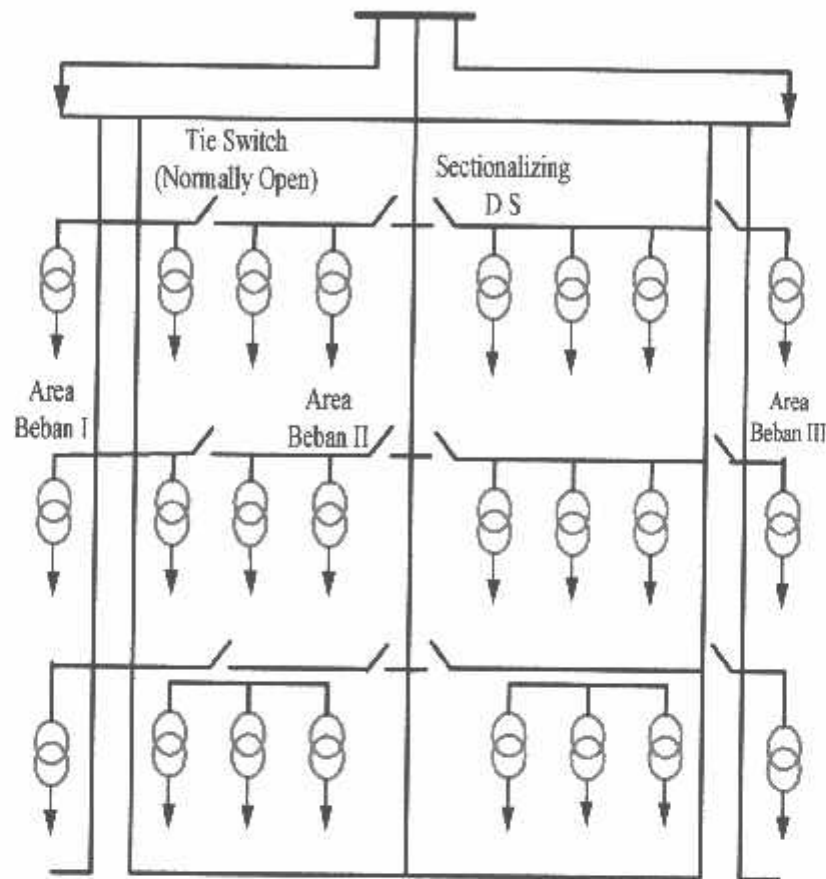 Tie Switch
(Normally Open)
Sectionalizing
D S
Area
Beban I
Area
Beban II
Area
Beban III